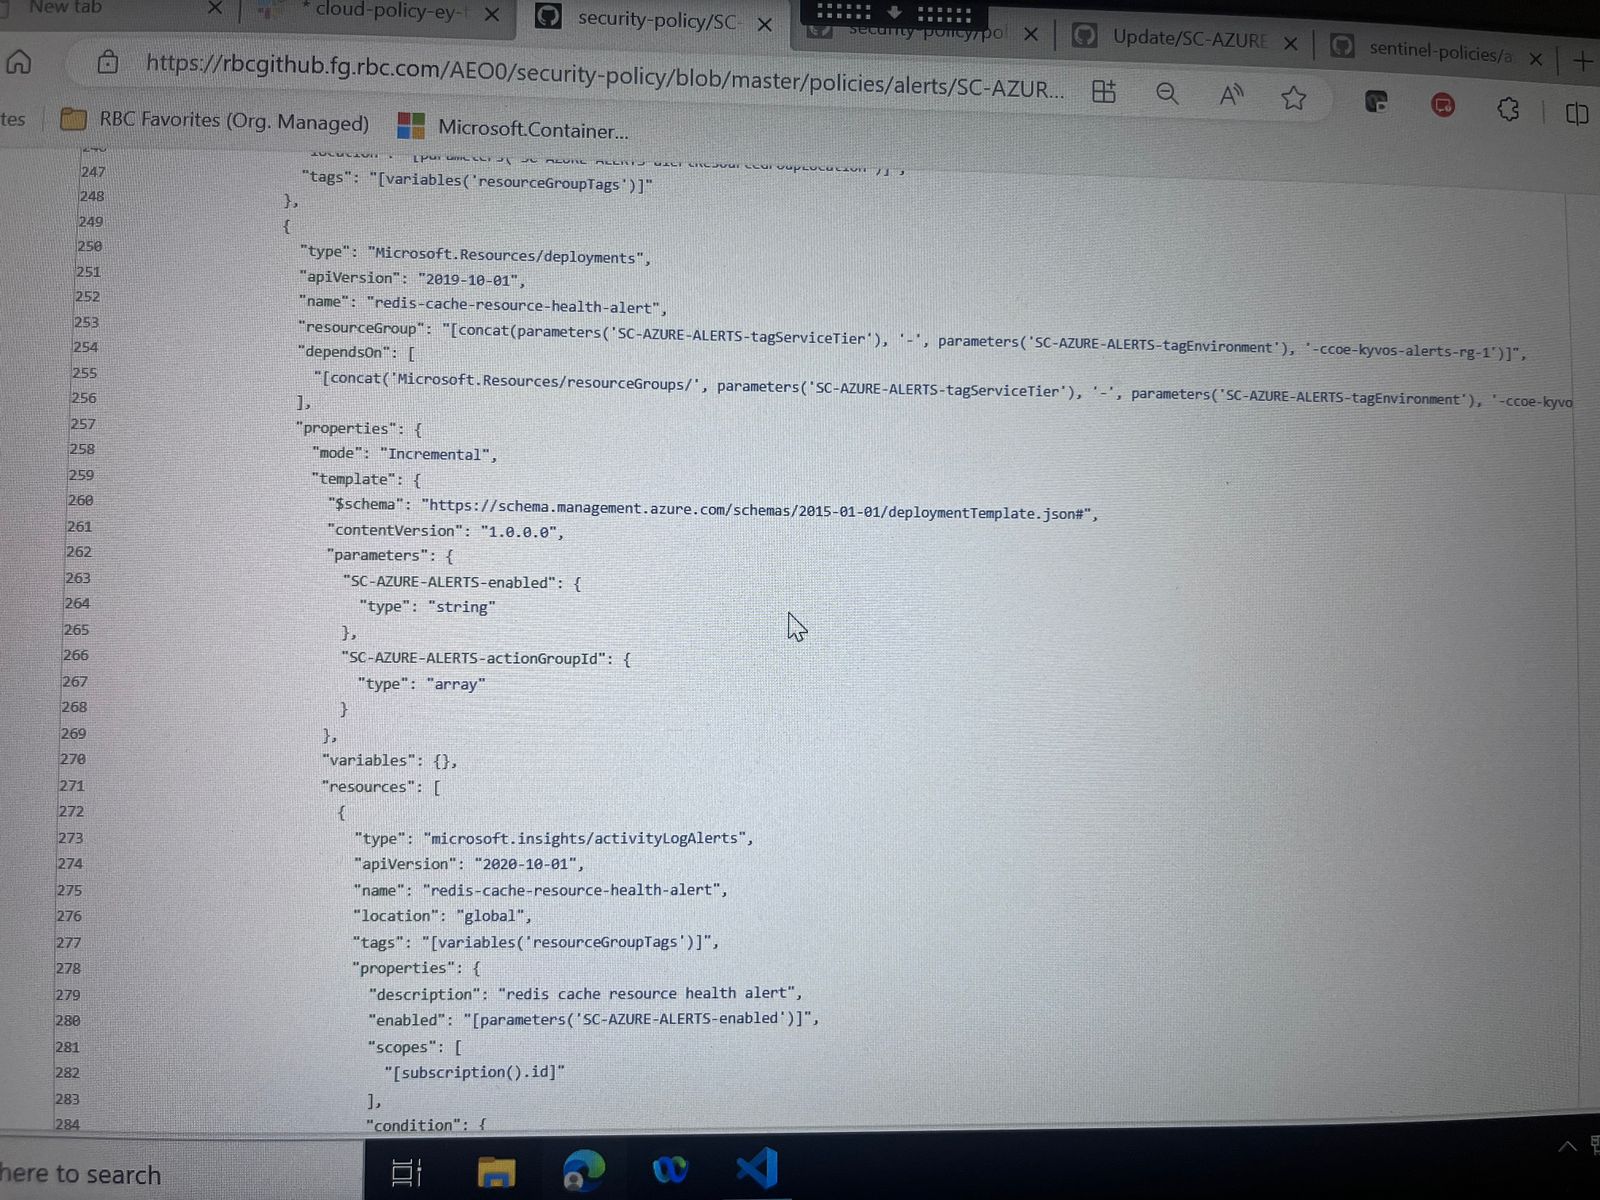 New tab
* cloud-policy-ey-t
security-policy/SC-
security-policy/pol
Update/SC-AZURE
sentinel-policies/a
https://rbcgithub.fg.rbc.com/AEO0/security-policy/blob/master/policies/alerts/SC-AZUR...
tes
RBC Favorites (Org. Managed)
Microsoft.Container...
247 "tags": "[variables('resourceGroupTags')]"
248 },
249 {
250 "type": "Microsoft.Resources/deployments",
251 "apiVersion": "2019-10-01",
252 "name": "redis-cache-resource-health-alert",
253 "resourceGroup": "[concat(parameters('SC-AZURE-ALERTS-tagServiceTier'), '-', parameters('SC-AZURE-ALERTS-tagEnvironment'), '-ccoe-kyvos-alerts-rg-1')]",
254 "dependsOn": [
255 "[concat('Microsoft.Resources/resourceGroups/', parameters('SC-AZURE-ALERTS-tagServiceTier'), '-', parameters('SC-AZURE-ALERTS-tagEnvironment'), '-ccoe-kyvo
256 ],
257 "properties": {
258 "mode": "Incremental",
259 "template": {
260 "$schema": "https://schema.management.azure.com/schemas/2015-01-01/deploymentTemplate.json#",
261 "contentVersion": "1.0.0.0",
262 "parameters": {
263 "SC-AZURE-ALERTS-enabled": {
264 "type": "string"
265 },
266 "SC-AZURE-ALERTS-actionGroupId": {
267 "type": "array"
268 }
269 },
270 "variables": {},
271 "resources": [
272 {
273 "type": "microsoft.insights/activityLogAlerts",
274 "apiVersion": "2020-10-01",
275 "name": "redis-cache-resource-health-alert",
276 "location": "global",
277 "tags": "[variables('resourceGroupTags')]",
278 "properties": {
279 "description": "redis cache resource health alert",
280 "enabled": "[parameters('SC-AZURE-ALERTS-enabled')]",
281 "scopes": [
282 "[subscription().id]"
283 ],
284 "condition": {
here to search